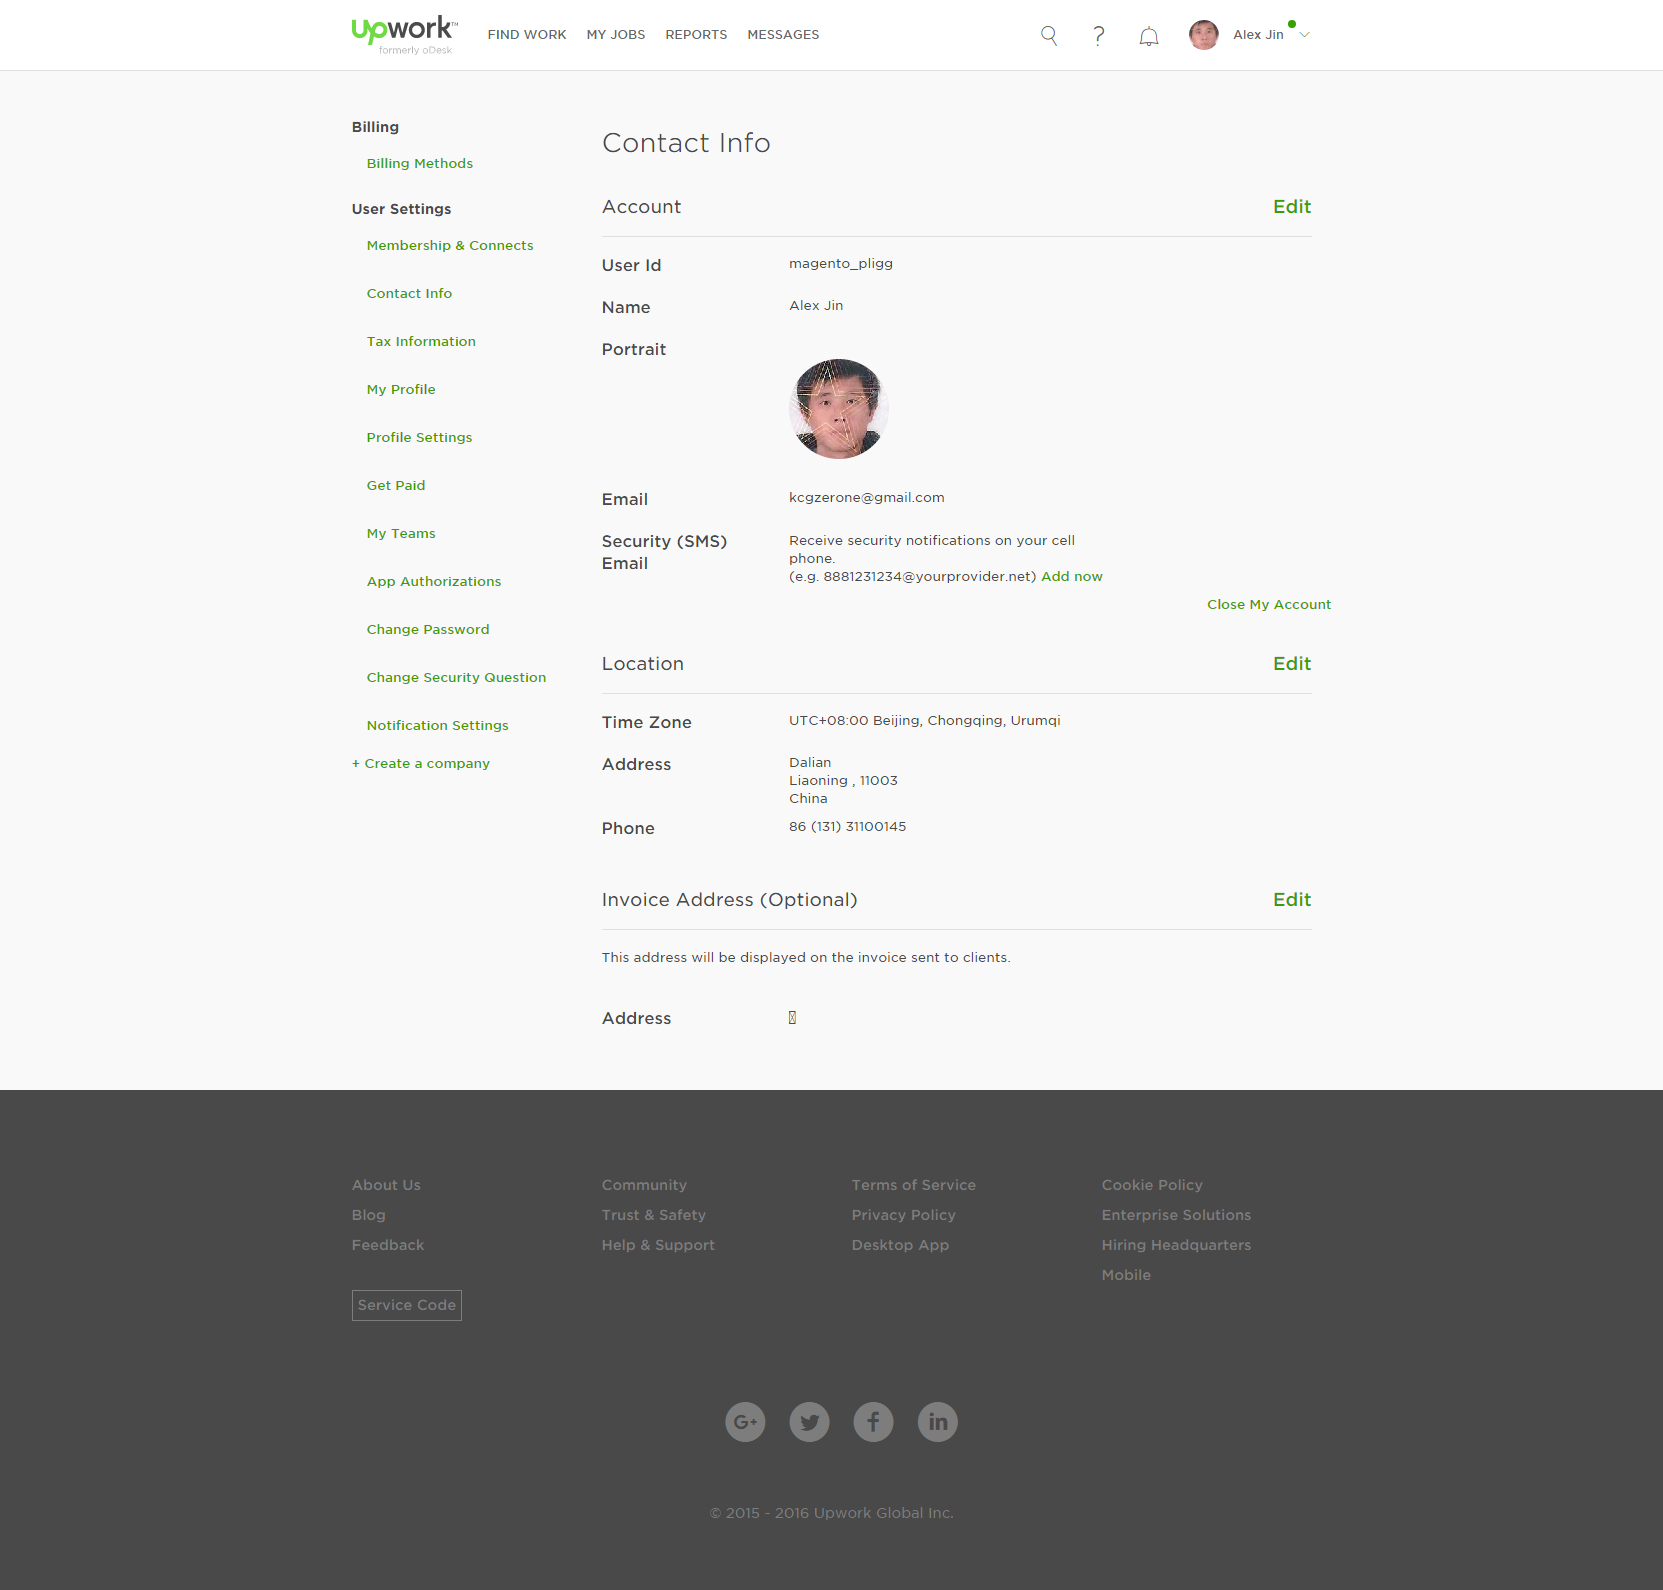 Upwork™
formerly oDesk
FIND WORK MY JOBS REPORTS MESSAGES
? Alex Jin
Billing
Billing Methods
User Settings
Membership & Connects
Contact Info
Tax Information
My Profile
Profile Settings
Get Paid
My Teams
App Authorizations
Change Password
Change Security Question
Notification Settings
+ Create a company
Contact Info
Account Edit
User Id magento_pligg
Name Alex Jin
Portrait
Email kcgzerone@gmail.com
Security (SMS) Email Receive security notifications on your cell
phone.
(e.g. 8881231234@yourprovider.net) Add now
Close My Account
Location Edit
Time Zone UTC+08:00 Beijing, Chongqing, Urumqi
Address Dalian
Liaoning , 11003
China
Phone 86 (131) 31100145
Invoice Address (Optional) Edit
This address will be displayed on the invoice sent to clients.
Address
About Us Community Terms of Service Cookie Policy
Blog Trust & Safety Privacy Policy Enterprise Solutions
Feedback Help & Support Desktop App Hiring Headquarters
Mobile
Service Code
G+ f in
© 2015 - 2016 Upwork Global Inc.